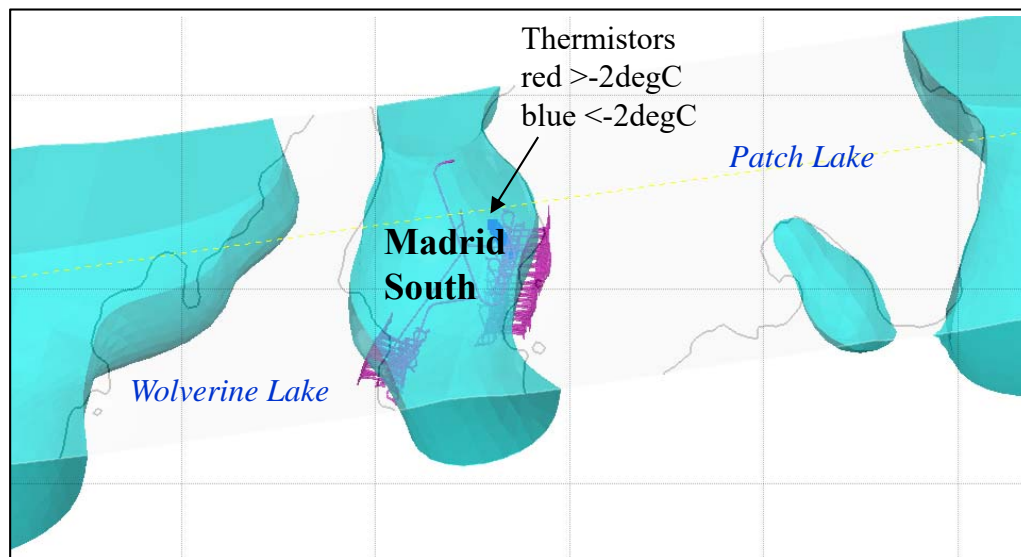 Thermistors
red >-2degC
blue <-2degC
Patch Lake
Madrid
South
Wolverine Lake